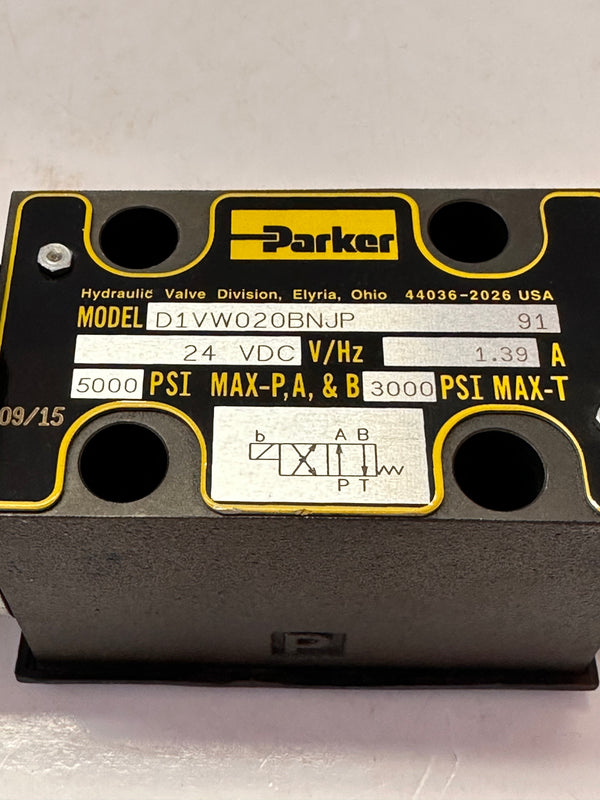 Parker
Hydraulic Valve Division, Elyria, Ohio 44036-2026 USA
MODEL D1VW020BNJP 91
24 VDC V/Hz 1.39 A
5000 PSI MAX-P,A, & B 3000 PSI MAX-T
09/15
b A B
P T
P